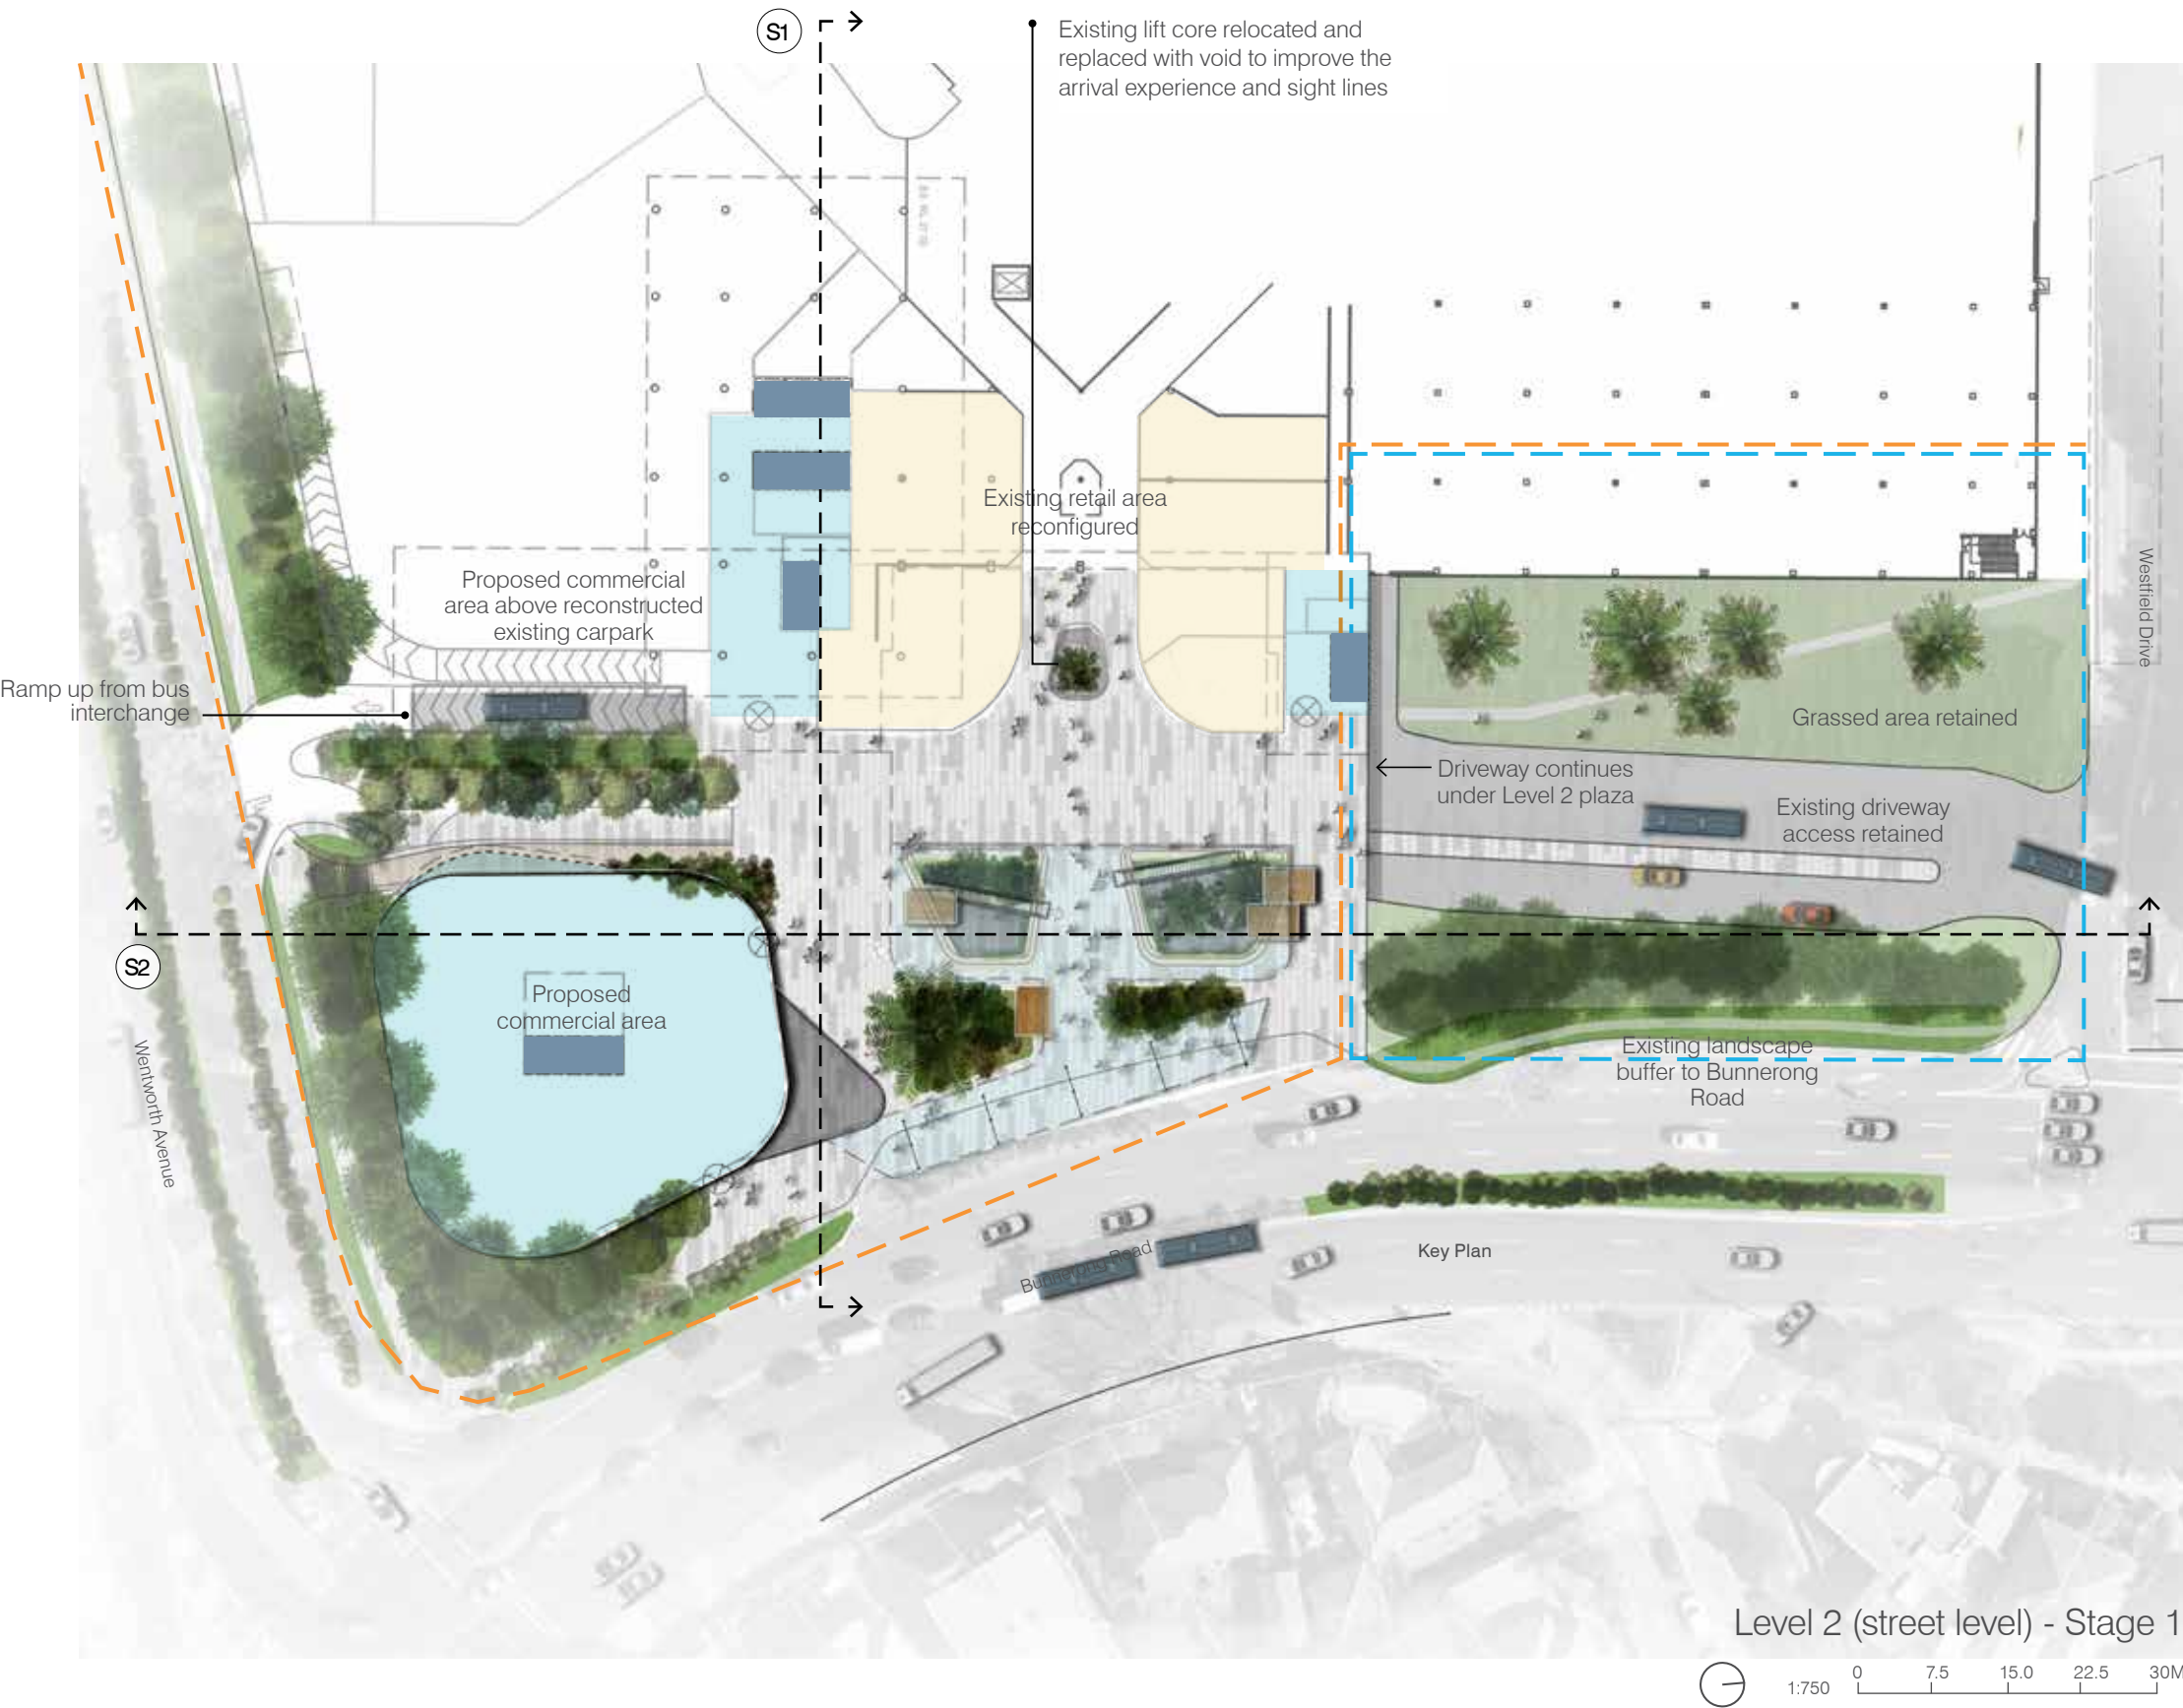 S1
Existing lift core relocated and
replaced with void to improve the
arrival experience and sight lines
Existing retail area
reconfigured
Proposed commercial
area above reconstructed
existing carpark
Ramp up from bus
interchange
Westfield Drive
Grassed area retained
Driveway continues
under Level 2 plaza
Existing driveway
access retained
S2
Proposed
commercial area
Wentworth Avenue
Existing landscape
buffer to Bunnerong
Road
Bunnerong Road
Key Plan
Level 2 (street level) - Stage 1
1:750
0 7.5 15.0 22.5 30M